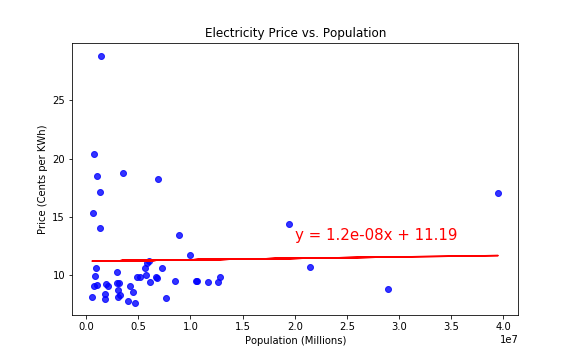 Electricity Price vs. Population
Price (Cents per KWh)
25
20
15
10
y = 1.2e-08x + 11.19
0.0 0.5 1.0 1.5 2.0 2.5 3.0 3.5 4.0
1e7
Population (Millions)